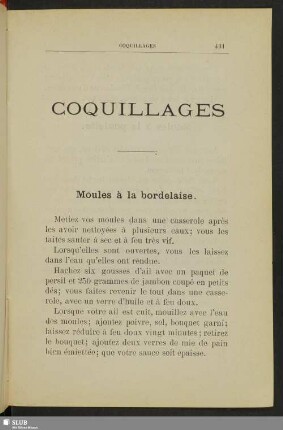 COQUILLAGES 431
COQUILLAGES
Moules à la bordelaise.
Mettez vos moules dans une casserole après
les avoir nettoyées à plusieurs eaux; vous les
faites sauter à sec et à feu très vif.
Lorsqu'elles sont ouvertes, vous les laissez
dans l'eau qu'elles ont rendue.
Hachez six gousses d'ail avec un paquet de
persil et 250 grammes de jambon coupé en petits
dés; vous faites revenir le tout dans une casse-
role, avec un verre d'huile et à feu doux.
Lorsque votre ail est cuit, mouillez avec l'eau
des moules; ajoutez poivre, sel, bouquet garni;
laissez réduire à feu doux vingt minutes; retirez
le bouquet; ajoutez deux verres de mie de pain
bien émiettée; que votre sauce soit épaisse.
SLUB